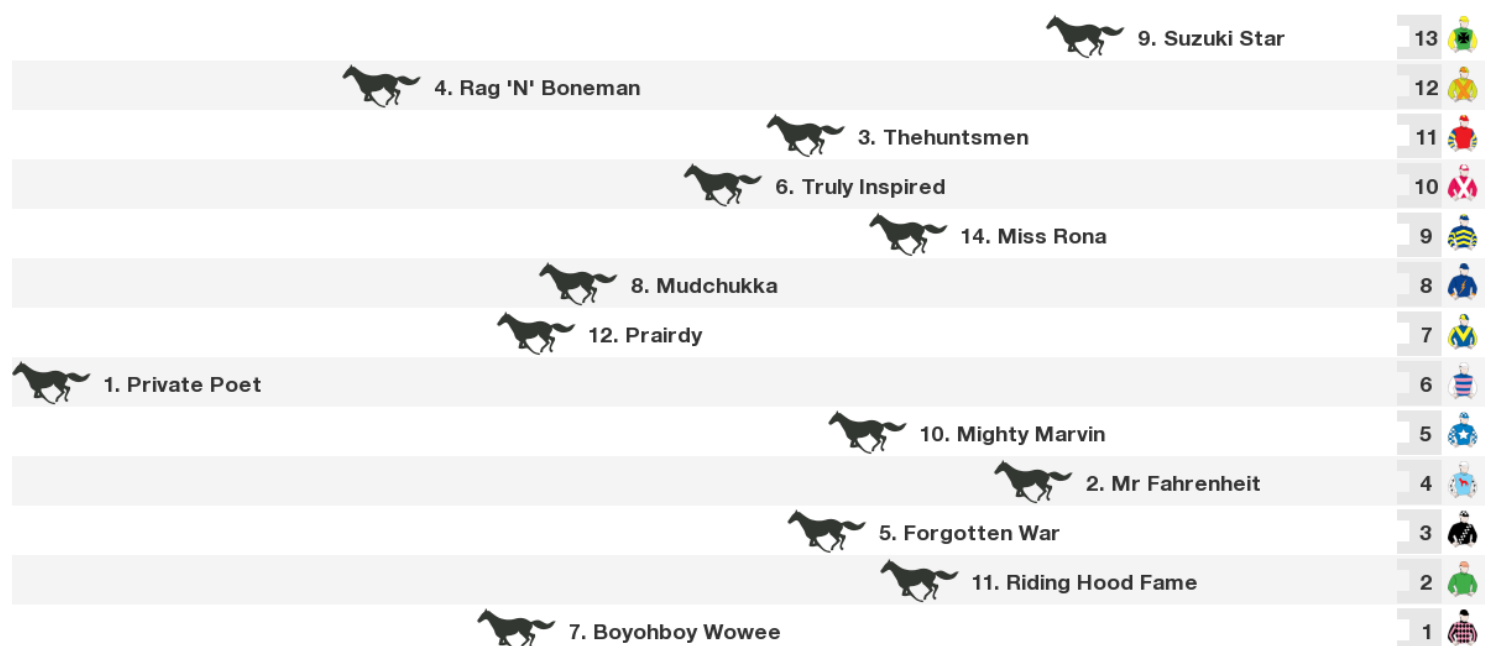 9. Suzuki Star 13
4. Rag 'N' Boneman 12
3. Thehuntsmen 11
6. Truly Inspired 10
14. Miss Rona 9
8. Mudchukka 8
12. Prairdy 7
1. Private Poet 6
10. Mighty Marvin 5
2. Mr Fahrenheit 4
5. Forgotten War 3
11. Riding Hood Fame 2
7. Boyohboy Wowee 1